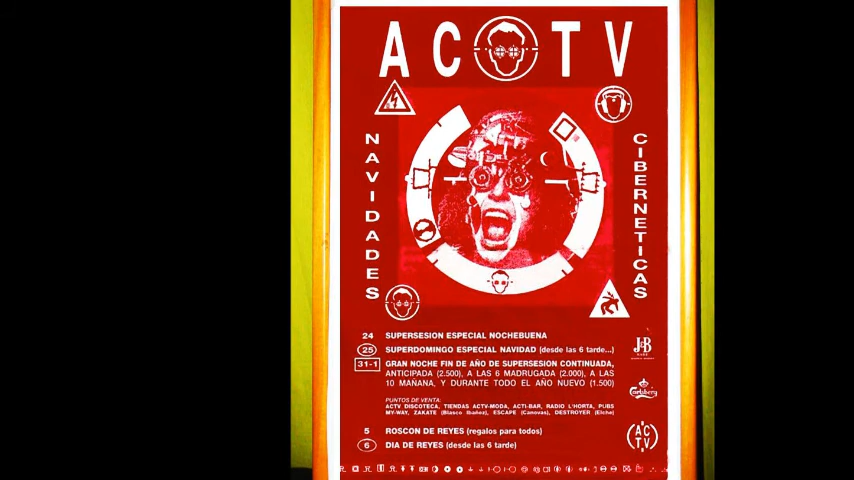 ACTV
NAVIDADES
CIBERNETICAS
24 SUPERSESION ESPECIAL NOCHEBUENA
25 SUPERDOMINGO ESPECIAL NAVIDAD (desde las 6 tarde...)
31-1 GRAN NOCHE FIN DE AÑO DE SUPERSESION CONTINUADA,
ANTICIPADA (2.500), A LAS 6 MADRUGADA (2.000), A LAS
10 MAÑANA, Y DURANTE TODO EL AÑO NUEVO (1.500)
PUNTOS DE VENTA:
ACTV DISCOTECA, TIENDAS ACTV-MODA, ACTI-BAR, RADIO L'HORTA, PUBS
MY-WAY, ZAKATE (Blasco Ibañez), ESCAPE (Canovas), DESTROYER (Elche)
5 ROSCON DE REYES (regalos para todos)
6 DIA DE REYES (desde las 6 tarde)
J&B
RARE
Carlsberg
AC
TV